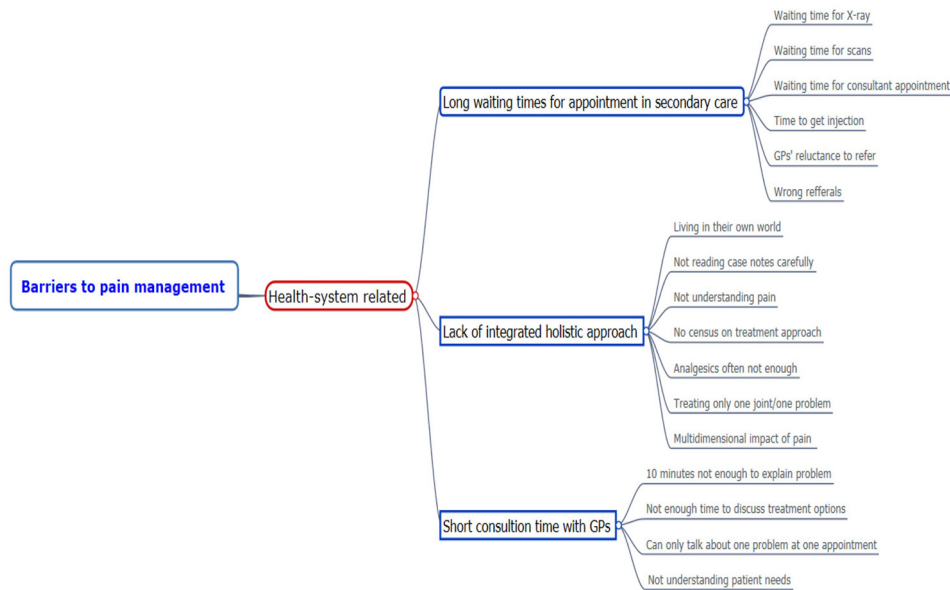 Barriers to pain management
Health-system related
Long waiting times for appointment in secondary care
Waiting time for X-ray
Waiting time for scans
Waiting time for consultant appointment
Time to get injection
GPs' reluctance to refer
Wrong refferals
Lack of integrated holistic approach
Living in their own world
Not reading case notes carefully
Not understanding pain
No census on treatment approach
Analgesics often not enough
Treating only one joint/one problem
Multidimensional impact of pain
Short consultion time with GPs
10 minutes not enough to explain problem
Not enough time to discuss treatment options
Can only talk about one problem at one appointment
Not understanding patient needs